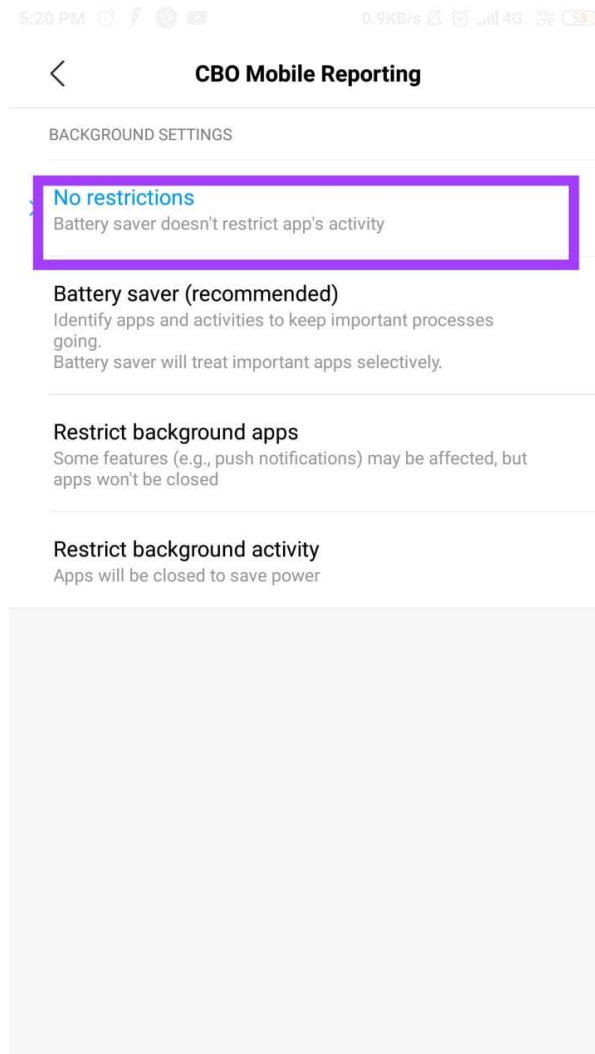 5:20 PM 0.9KB/s 4G 53
CBO Mobile Reporting
BACKGROUND SETTINGS
No restrictions
Battery saver doesn't restrict app's activity
Battery saver (recommended)
Identify apps and activities to keep important processes
going.
Battery saver will treat important apps selectively.
Restrict background apps
Some features (e.g., push notifications) may be affected, but
apps won't be closed
Restrict background activity
Apps will be closed to save power